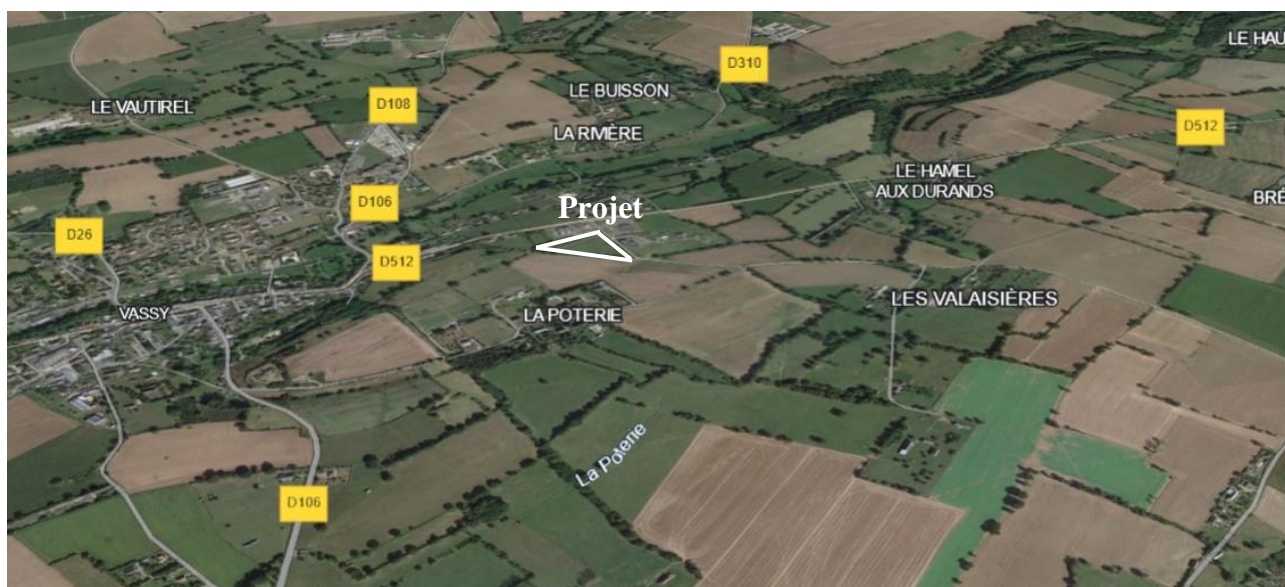 LE HAU
D310
LE BUISSON
LE VAUTIREL
D108
D512
LA RIVIÈRE
LE HAMEL
AUX DURANDS
BRÉ
D106
Projet
D26
D512
LES VALAISIÈRES
VASSY
LA POTERIE
La Poterie
D106